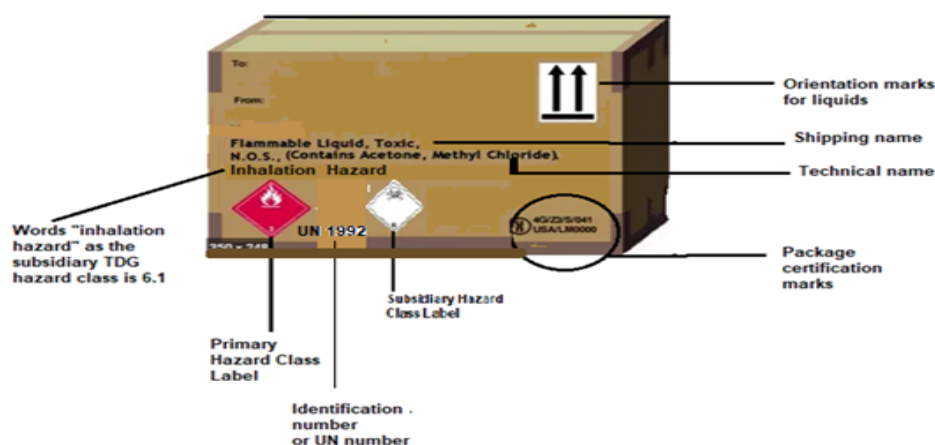 To:
From:
Orientation marks
for liquids
Flammable Liquid, Toxic,
N.O.S., (Contains Acetone, Methyl Chloride).
Inhalation Hazard
Shipping name
Technical name
UN 1992
4G/Z3/S/041
USA/LM0000
Words "inhalation
hazard" as the
subsidiary TDG
hazard class is 6.1
Package
certification
marks
Subsidiary Hazard
Class Label
Primary
Hazard Class
Label
Identification .
number
or UN number